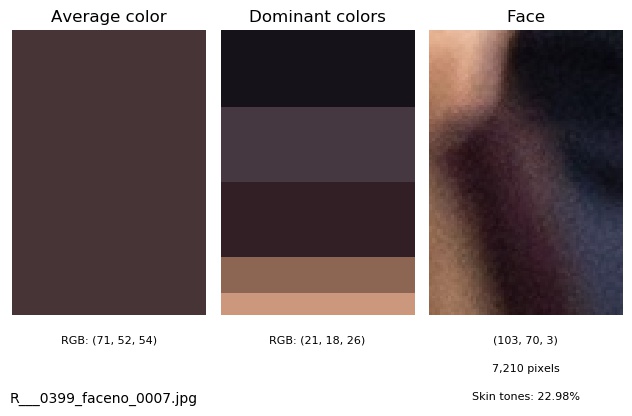 Average color
Dominant colors
Face
RGB: (71, 52, 54)
RGB: (21, 18, 26)
(103, 70, 3)
7,210 pixels
R___0399_faceno_0007.jpg
Skin tones: 22.98%